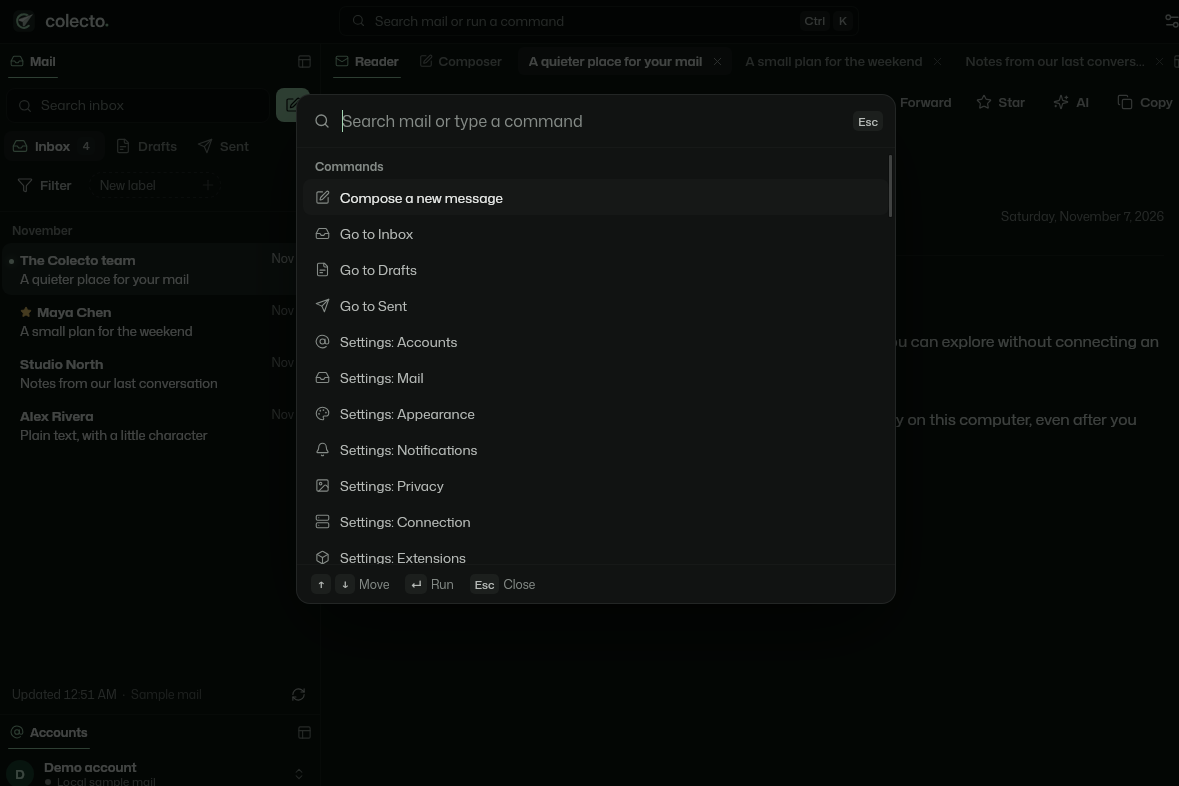 colecto.
Search mail or run a command
Ctrl K
Mail
Reader
Composer
A quieter place for your mail
A small plan for the weekend
Notes from our last convers...
Search inbox
Forward
Star
AI
Copy
Inbox 4
Drafts
Sent
Filter
New label
Saturday, November 7, 2026
November
The Colecto team
Nov
A quieter place for your mail
Maya Chen
Nov
A small plan for the weekend
Studio North
Nov
Notes from our last conversation
Alex Rivera
Nov
Plain text, with a little character
Search mail or type a command
Esc
Commands
Compose a new message
Go to Inbox
Go to Drafts
Go to Sent
Settings: Accounts
Settings: Mail
Settings: Appearance
Settings: Notifications
Settings: Privacy
Settings: Connection
Settings: Extensions
Move
Run
Esc Close
can explore without connecting an
on this computer, even after you
Updated 12:51 AM · Sample mail
Accounts
D
Demo account
Local sample mail